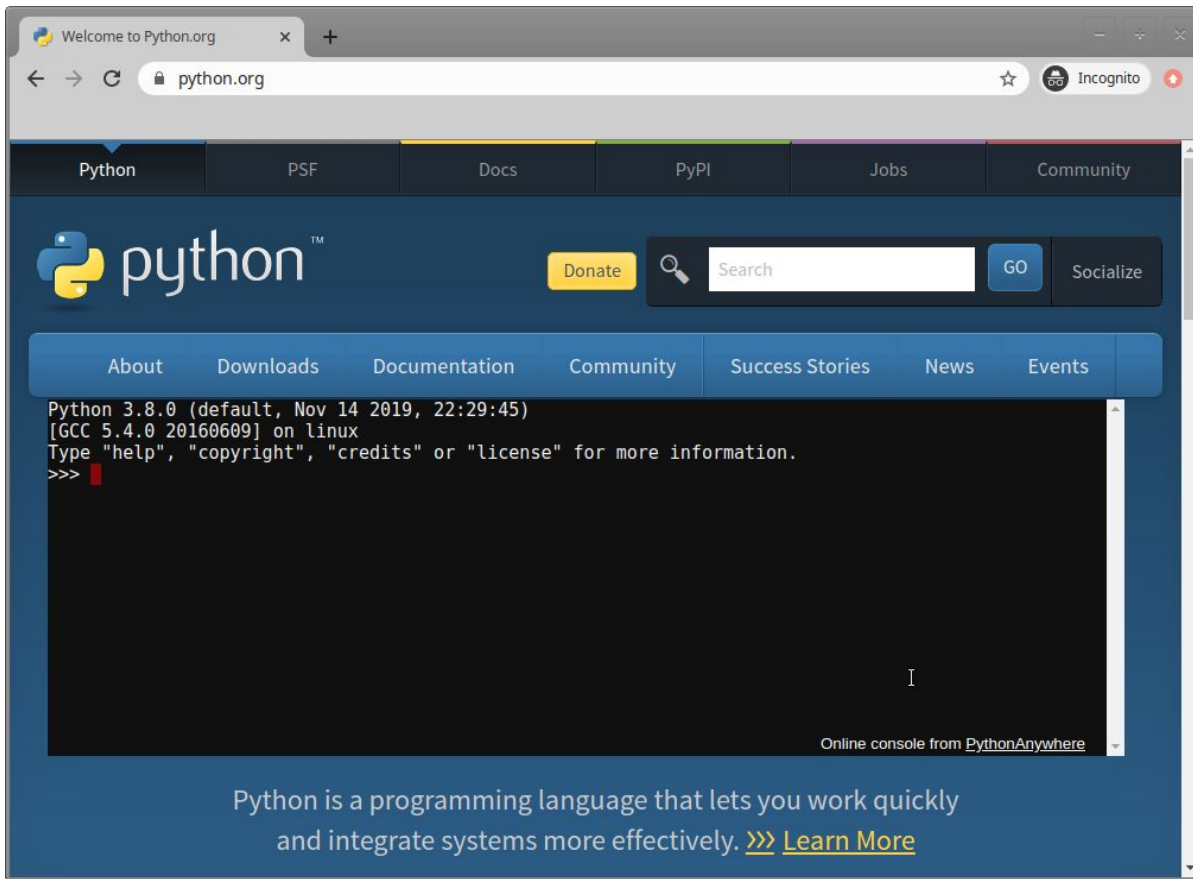 Welcome to Python.org
python.org
Incognito
Python PSF Docs PyPI Jobs Community
python™
Donate Search GO Socialize
About Downloads Documentation Community Success Stories News Events
Python 3.8.0 (default, Nov 14 2019, 22:29:45)
[GCC 5.4.0 20160609] on linux
Type "help", "copyright", "credits" or "license" for more information.
>>>
Online console from PythonAnywhere
Python is a programming language that lets you work quickly
and integrate systems more effectively. >>> Learn More